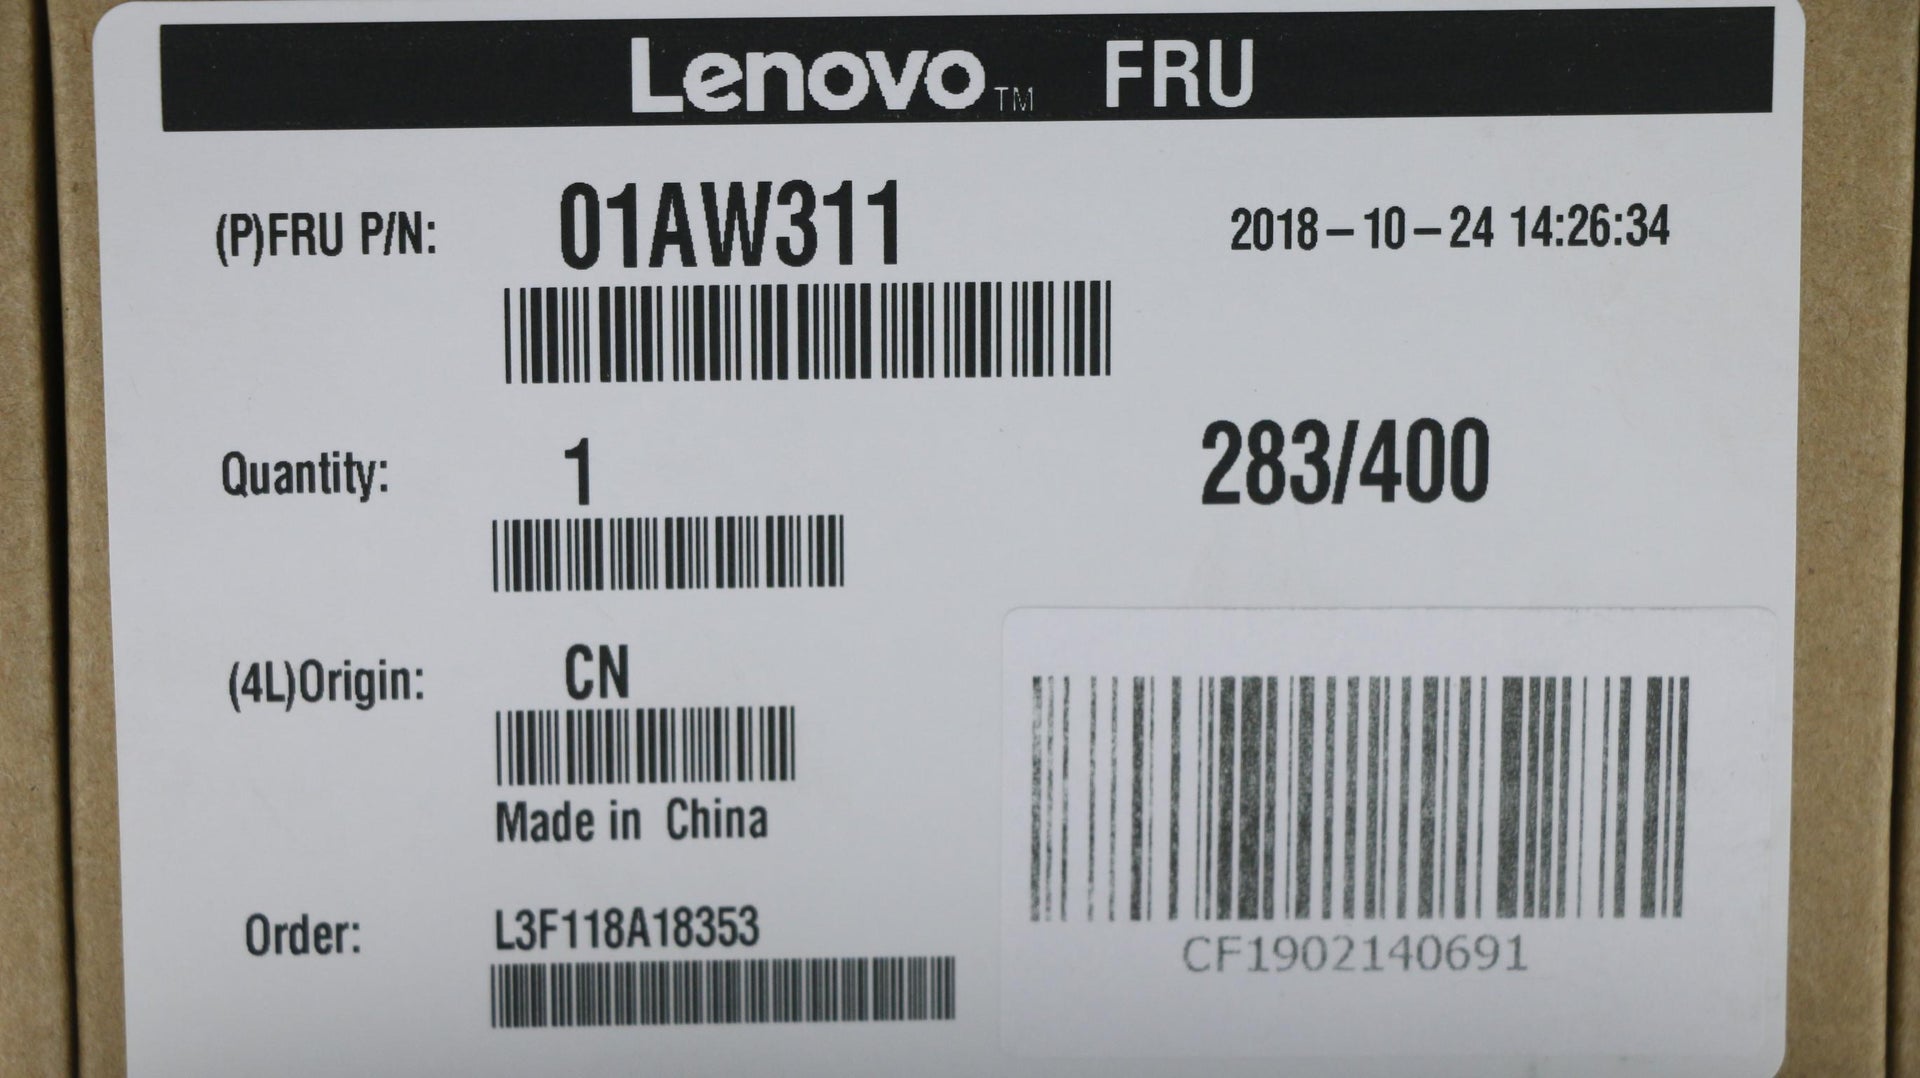 Lenovo™ FRU
(P)FRU P/N: 01AW311 2018-10-24 14:26:34
Quantity: 1 283/400
(4L)Origin: CN
Made in China
Order: L3F118A18353
CF1902140691